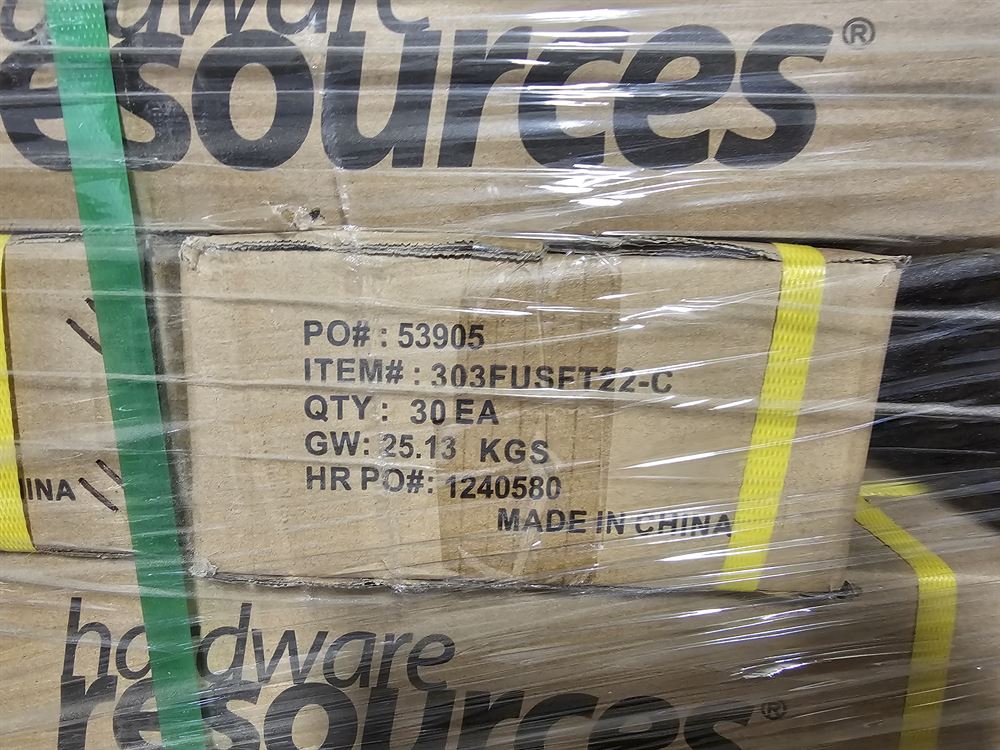 hardware
resources®
PO# : 53905
ITEM# : 303FUSFT22-C
QTY : 30 EA
GW: 25.13 KGS
HR PO#: 1240580
MADE IN CHINA
INA
hardware
resources®